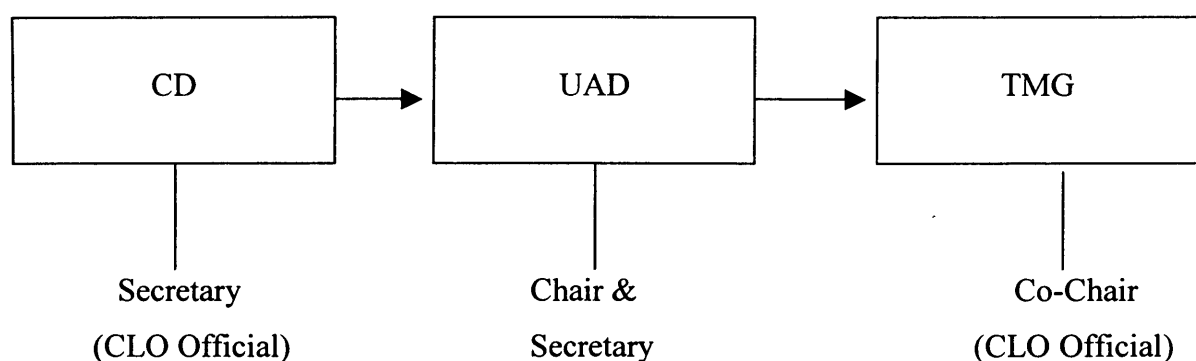 CD
UAD
TMG
Secretary
(CLO Official)
Chair &
Secretary
Co-Chair
(CLO Official)